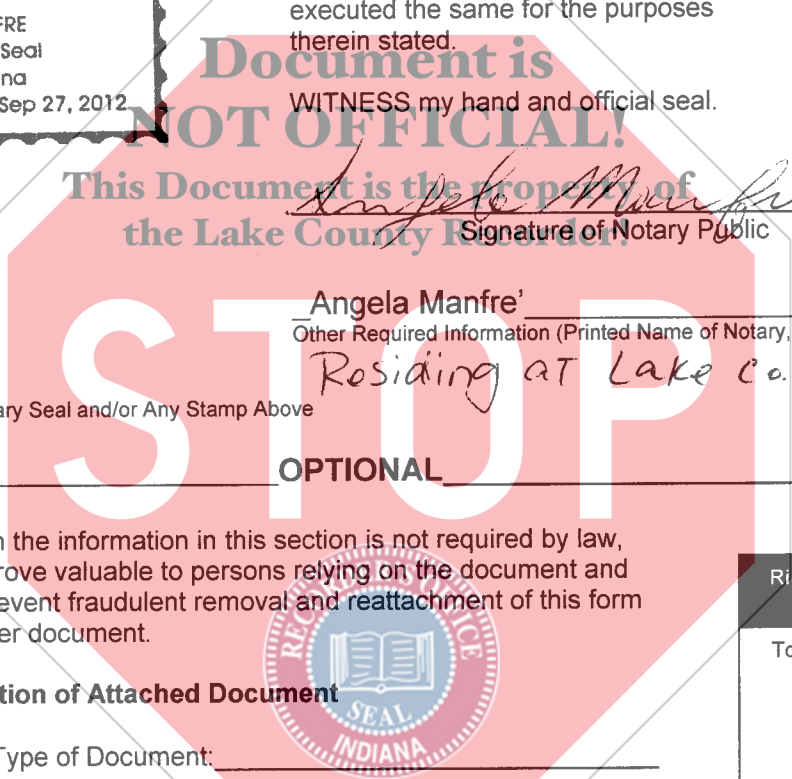 FRE
Seal
na
Sep 27, 2012
executed the same for the purposes
therein stated.
WITNESS my hand and official seal.
Document is
NOT OFFICIAL!
This Document is the property of
the Lake County Recorder!
Angela Manfre
Signature of Notary Public
Angela Manfre'
Other Required Information (Printed Name of Notary,
Residing at Lake Co.
ary Seal and/or Any Stamp Above
STOP
OPTIONAL
the information in this section is not required by law,
rove valuable to persons relying on the document and
event fraudulent removal and reattachment of this form
er document.
tion of Attached Document
Type of Document:
RECORDER'S OFFICE
SEAL
INDIANA
Ri
To